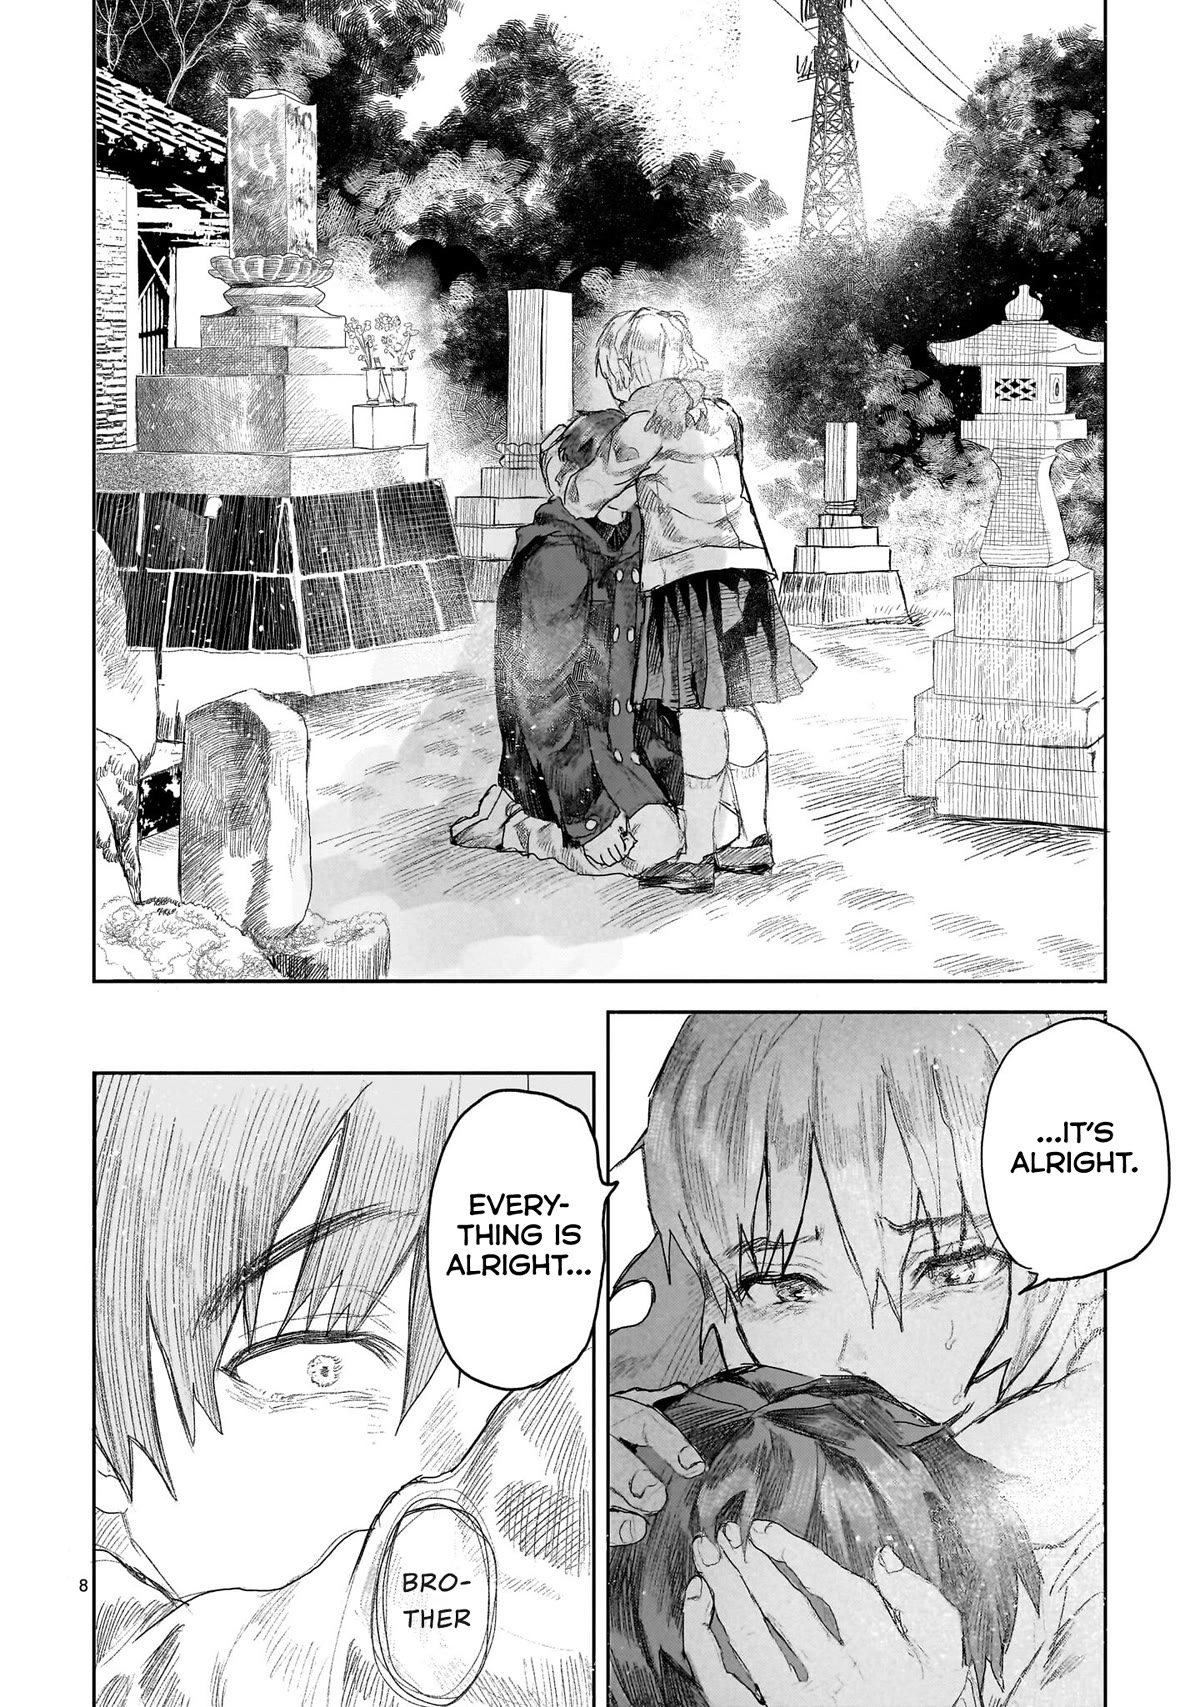 ...IT'S
ALRIGHT.
EVERY-
THING IS
ALRIGHT...
BRO-
THER
8